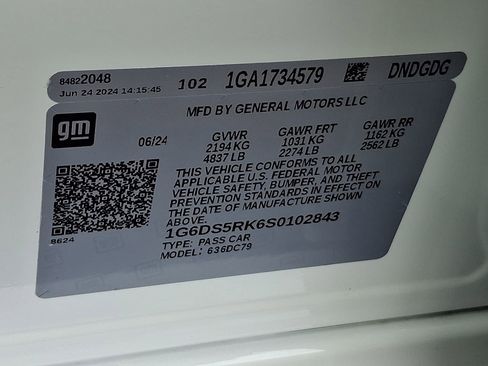 84822048 102 1GA1734579 DNDGDG
Jun 24 2024 14:15:45
MFD BY GENERAL MOTORS LLC
gm
06/24 GVWR GAWR FRT GAWR RR
2194 KG 1031 KG 1162 KG
4837 LB 2274 LB 2562 LB
THIS VEHICLE CONFORMS TO ALL
APPLICABLE U.S. FEDERAL MOTOR
VEHICLE SAFETY, BUMPER, AND THEFT
PREVENTION STANDARDS IN EFFECT ON
THE DATE OF MANUFACTURE SHOWN
ABOVE.
1G6DS5RK6S0102843
TYPE: PASS CAR
MODEL: 636DC79
8624